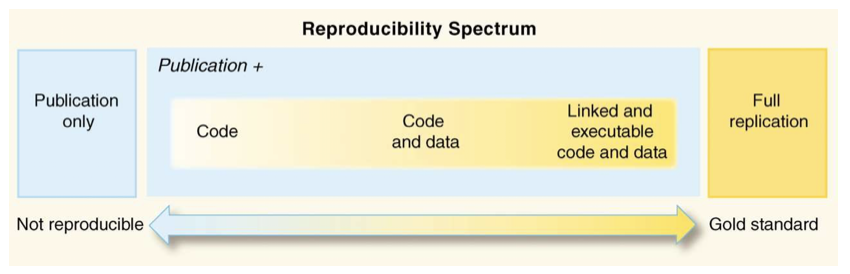 Reproducibility Spectrum
Publication
only
Publication +
Code
Code
and data
Linked and
executable
code and data
Full
replication
Not reproducible
Gold standard